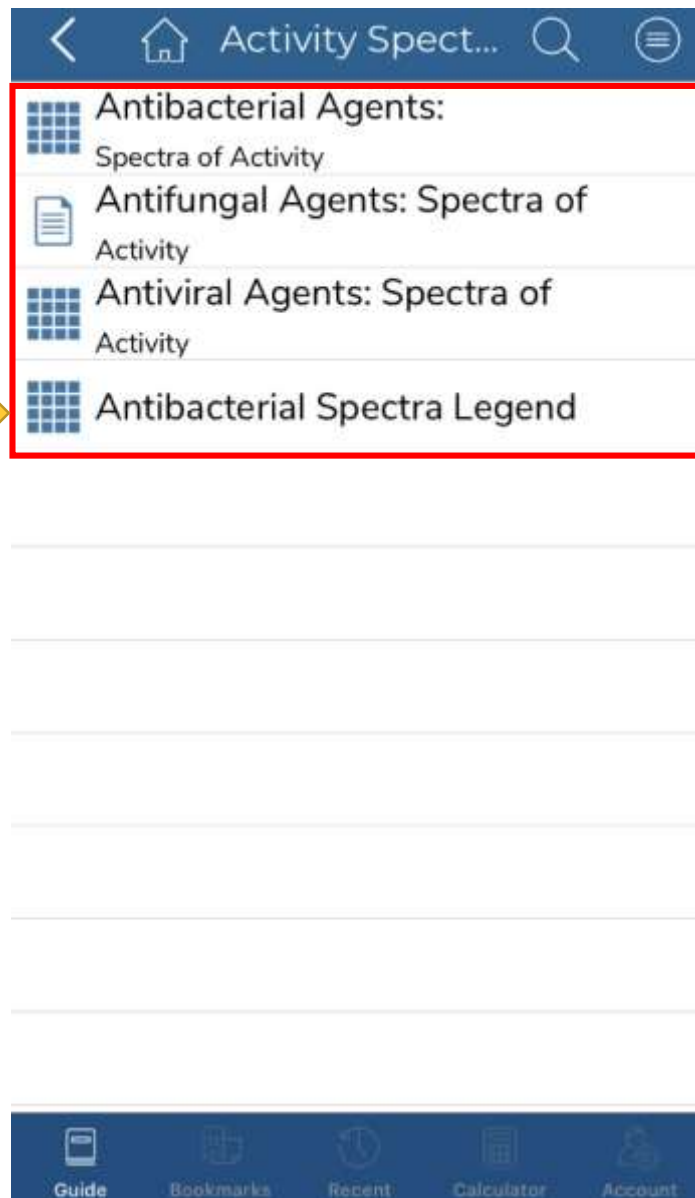 Activity Spect...
Antibacterial Agents:
Spectra of Activity
Antifungal Agents: Spectra of
Activity
Antiviral Agents: Spectra of
Activity
Antibacterial Spectra Legend
Guide Bookmarks Recent Calculator Account